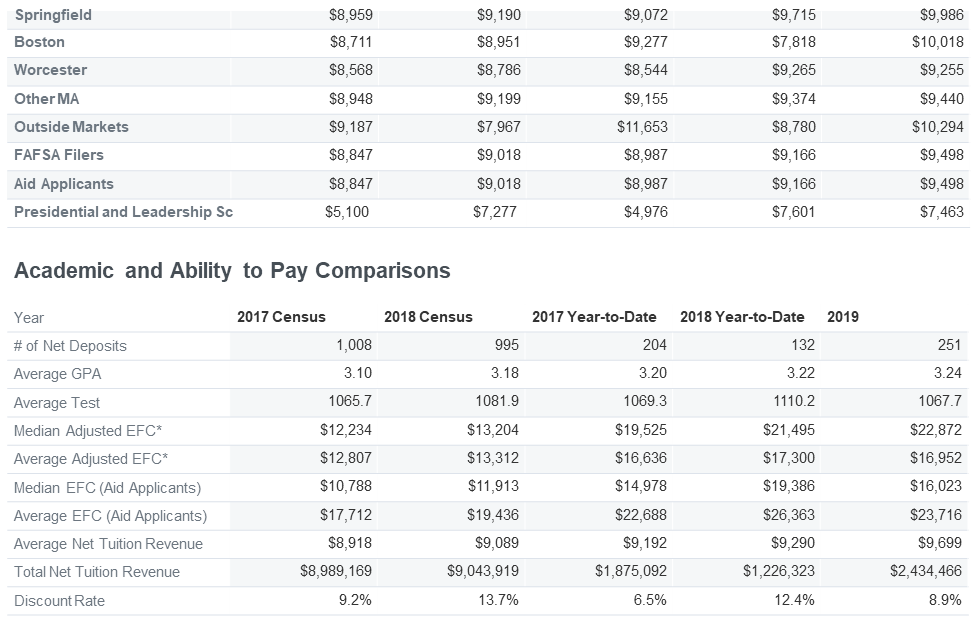 Springfield $8,959 $9,190 $9,072 $9,715 $9,986
Boston $8,711 $8,951 $9,277 $7,818 $10,018
Worcester $8,568 $8,786 $8,544 $9,265 $9,255
Other MA $8,948 $9,199 $9,155 $9,374 $9,440
Outside Markets $9,187 $7,967 $11,653 $8,780 $10,294
FAFSA Filers $8,847 $9,018 $8,987 $9,166 $9,498
Aid Applicants $8,847 $9,018 $8,987 $9,166 $9,498
Presidential and Leadership Sc $5,100 $7,277 $4,976 $7,601 $7,463
Academic and Ability to Pay Comparisons
Year 2017 Census 2018 Census 2017 Year-to-Date 2018 Year-to-Date 2019
# of Net Deposits 1,008 995 204 132 251
Average GPA 3.10 3.18 3.20 3.22 3.24
Average Test 1065.7 1081.9 1069.3 1110.2 1067.7
Median Adjusted EFC* $12,234 $13,204 $19,525 $21,495 $22,872
Average Adjusted EFC* $12,807 $13,312 $16,636 $17,300 $16,952
Median EFC (Aid Applicants) $10,788 $11,913 $14,978 $19,386 $16,023
Average EFC (Aid Applicants) $17,712 $19,436 $22,688 $26,363 $23,716
Average Net Tuition Revenue $8,918 $9,089 $9,192 $9,290 $9,699
Total Net Tuition Revenue $8,989,169 $9,043,919 $1,875,092 $1,226,323 $2,434,466
Discount Rate 9.2% 13.7% 6.5% 12.4% 8.9%